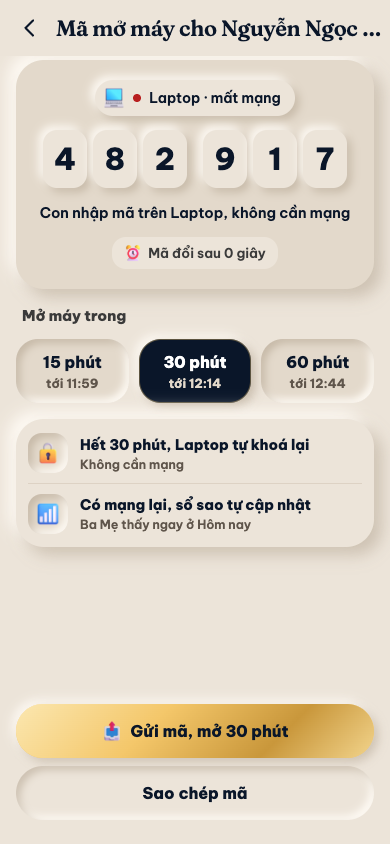 Mã mở máy cho Nguyễn Ngọc ...
Laptop · mất mạng
4 8 2 9 1 7
Con nhập mã trên Laptop, không cần mạng
Mã đổi sau 0 giây
Mở máy trong
15 phút
tới 11:59
30 phút
tới 12:14
60 phút
tới 12:44
Hết 30 phút, Laptop tự khoá lại
Không cần mạng
Có mạng lại, sổ sao tự cập nhật
Ba Mẹ thấy ngay ở Hôm nay
Gửi mã, mở 30 phút
Sao chép mã